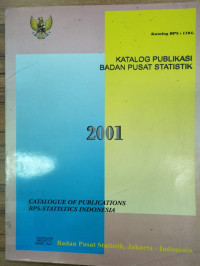 Katalog BPS : 1202
KATALOG PUBLIKASI
BADAN PUSAT STATISTIK
2001
CATALOGUE OF PUBLICATIONS
BPS-STATISTICS INDONESIA
BPS Badan Pusat Statistik, Jakarta - Indonesia